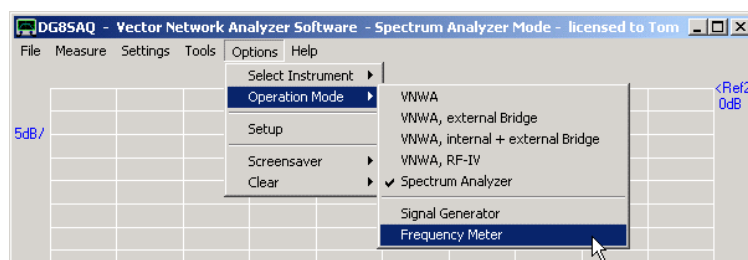 DG8SAQ - Vector Network Analyzer Software - Spectrum Analyzer Mode - licensed to Tom
File Measure Settings Tools Options Help
Select Instrument
Operation Mode
Setup
Screensaver
Clear
VNWA
VNWA, external Bridge
VNWA, internal + external Bridge
VNWA, RF-IV
Spectrum Analyzer
Signal Generator
Frequency Meter
5dB/
<Ref2
0dB